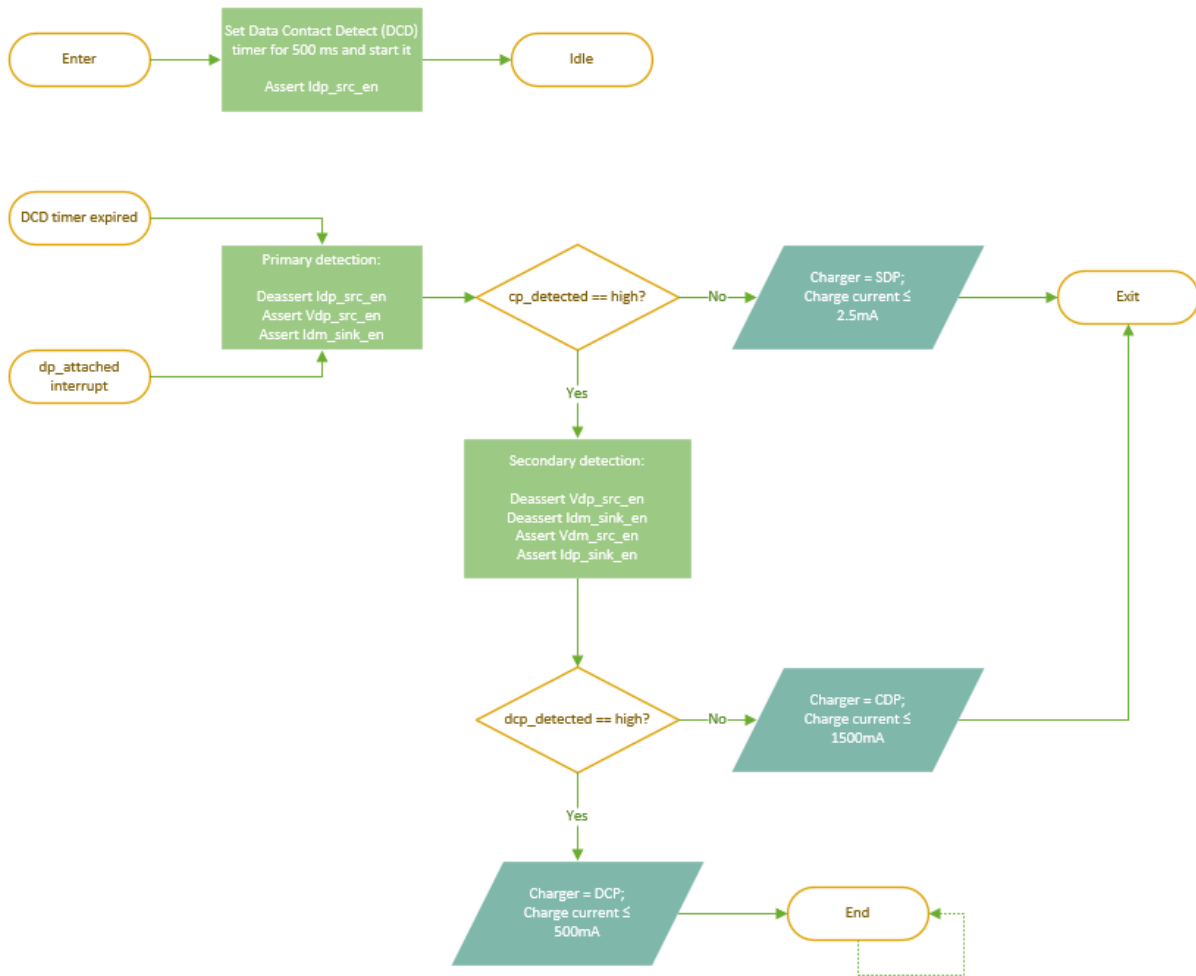 Enter
Set Data Contact Detect (DCD)
timer for 500 ms and start it
Assert Idp_src_en
Idle
DCD timer expired
Primary detection:
Deassert Idp_src_en
Assert Vdp_src_en
Assert Idm_sink_en
dp_attached
interrupt
cp_detected == high?
No
Charger = SDP;
Charge current ≤
2.5mA
Exit
Yes
Secondary detection:
Deassert Vdp_src_en
Deassert Idm_sink_en
Assert Vdm_src_en
Assert Idp_sink_en
dcp_detected == high?
No
Charger = CDP;
Charge current ≤
1500mA
Yes
Charger = DCP;
Charge current ≤
500mA
End